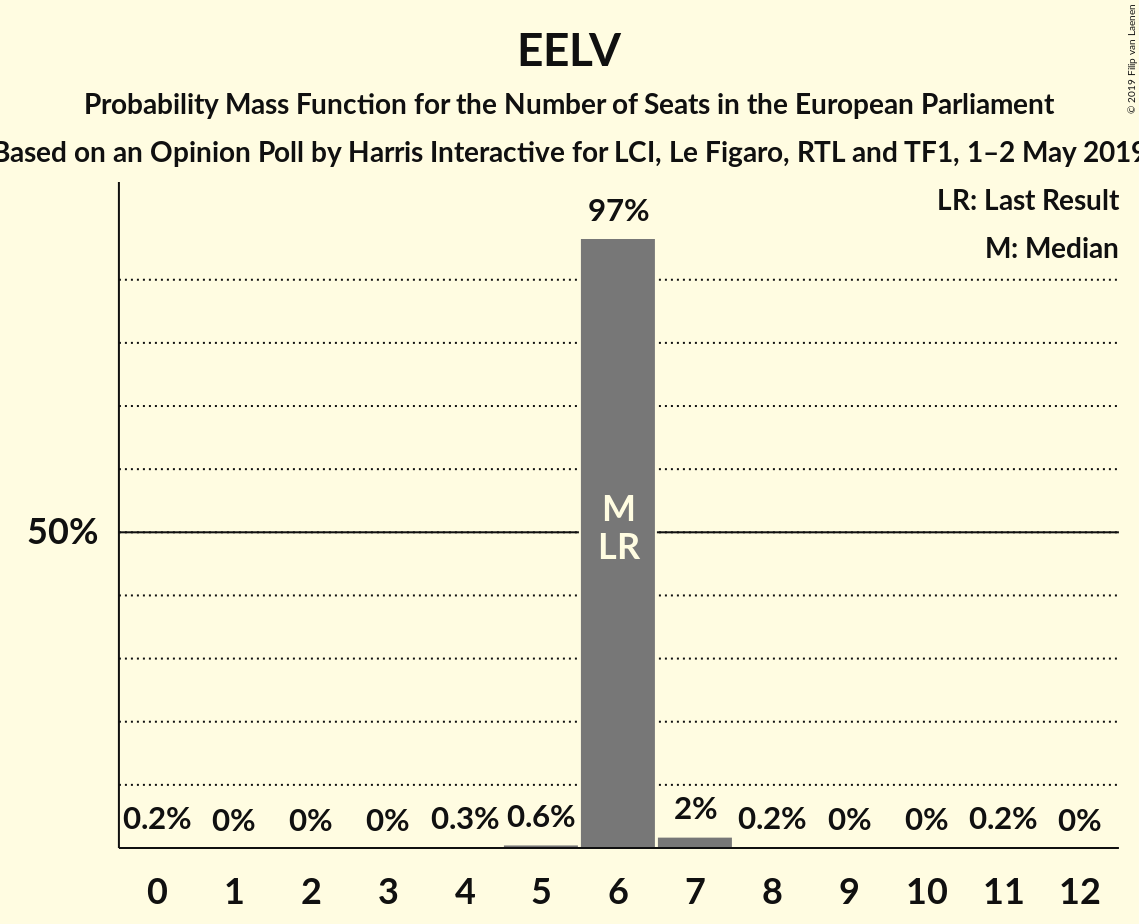 EELV
Probability Mass Function for the Number of Seats in the European Parliament
Based on an Opinion Poll by Harris Interactive for LCI, Le Figaro, RTL and TF1, 1–2 May 2019
© 2019 Filip van Laenen
LR: Last Result
M: Median
97%
50%
M
LR
0.2% 0% 0% 0% 0.3% 0.6% 2% 0.2% 0% 0% 0.2% 0%
0 1 2 3 4 5 6 7 8 9 10 11 12